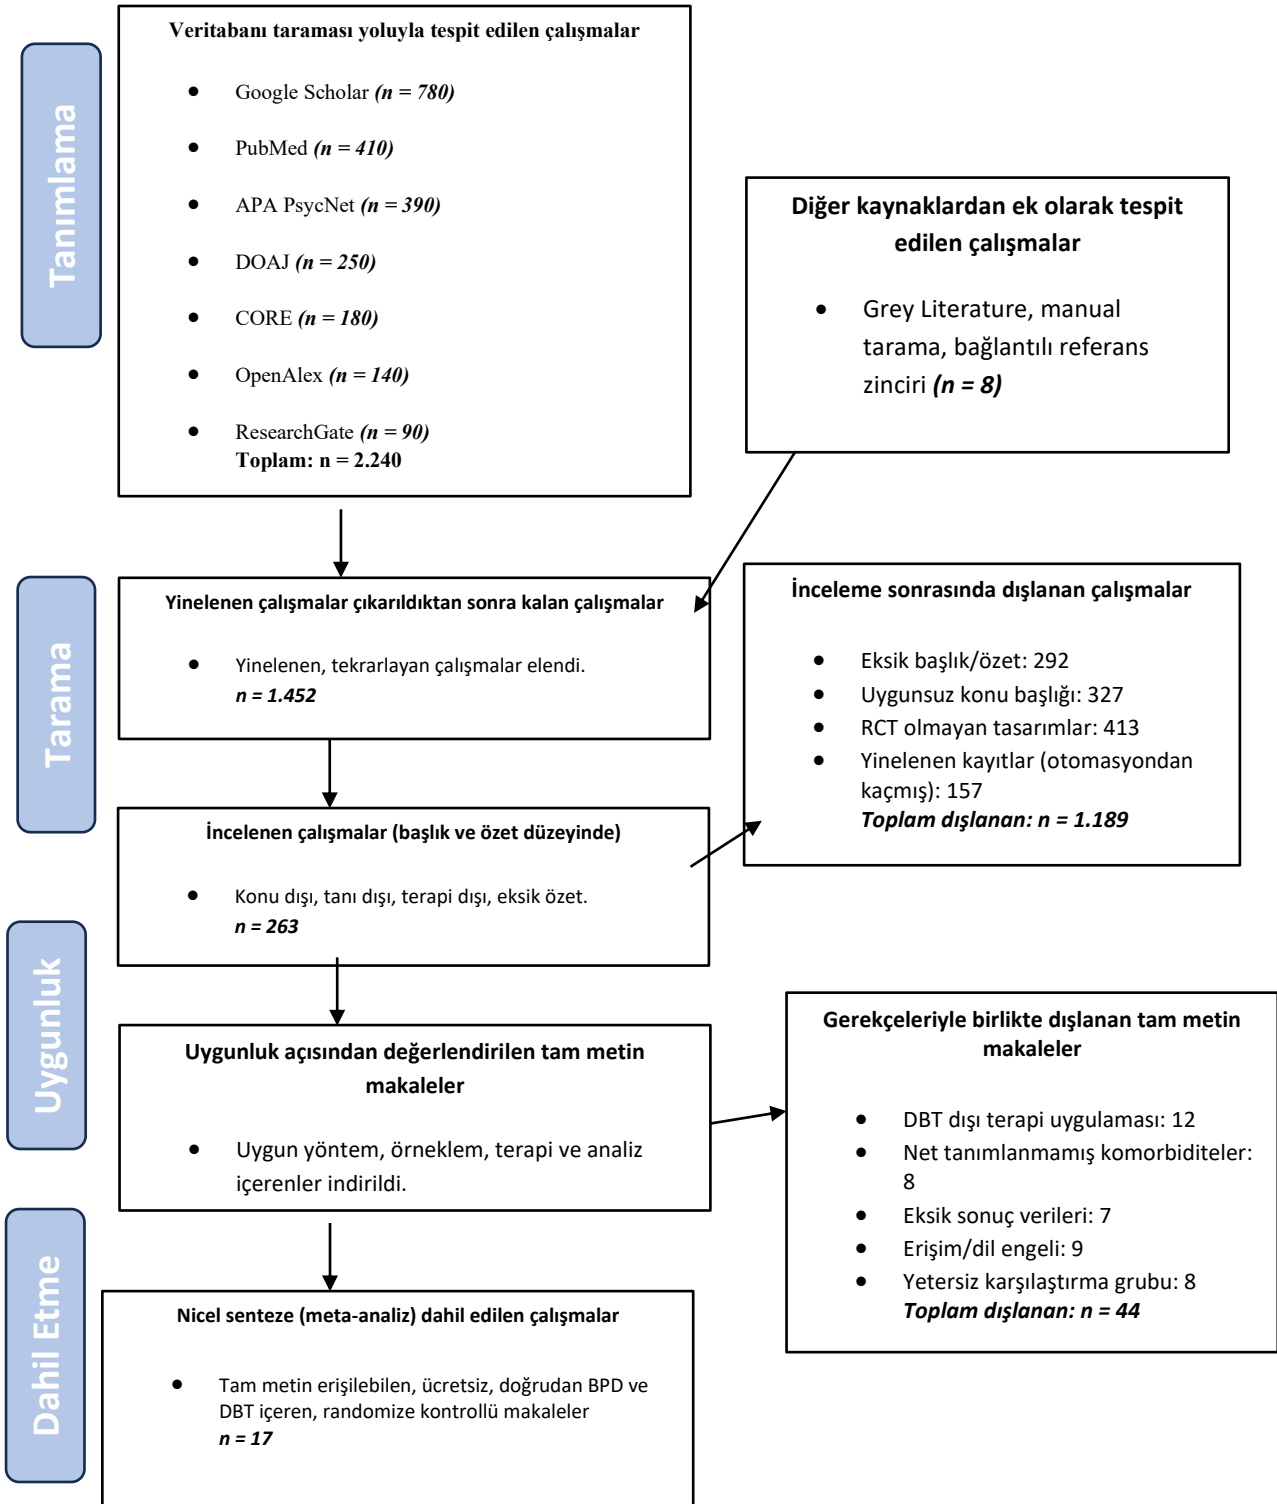 Tanımlama
Veritabanı taraması yoluyla tespit edilen çalışmalar
• Google Scholar (n = 780)
• PubMed (n = 410)
• APA PsycNet (n = 390)
• DOAJ (n = 250)
• CORE (n = 180)
• OpenAlex (n = 140)
• ResearchGate (n = 90)
Toplam: n = 2.240
Diğer kaynaklardan ek olarak tespit
edilen çalışmalar
• Grey Literature, manual
tarama, bağlantılı referans
zinciri (n = 8)
Tarama
Yinelenen çalışmalar çıkarıldıktan sonra kalan çalışmalar
• Yinelenen, tekrarlayan çalışmalar elendi.
n = 1.452
İnceleme sonrasında dışlanan çalışmalar
• Eksik başlık/özet: 292
• Uygunsuz konu başlığı: 327
• RCT olmayan tasarımlar: 413
• Yinelenen kayıtlar (otomasyondan
kaçmış): 157
Toplam dışlanan: n = 1.189
İncelenen çalışmalar (başlık ve özet düzeyinde)
• Konu dışı, tanı dışı, terapi dışı, eksik özet.
n = 263
Uygunluk
Uygunluk açısından değerlendirilen tam metin
makaleler
• Uygun yöntem, örneklem, terapi ve analiz
içerenler indirildi.
Gerekçeleriyle birlikte dışlanan tam metin
makaleler
• DBT dışı terapi uygulaması: 12
• Net tanımlanmamış komorbiditeler:
8
• Eksik sonuç verileri: 7
• Erişim/dil engeli: 9
• Yetersiz karşılaştırma grubu: 8
Toplam dışlanan: n = 44
Dahil Etme
Nicel senteze (meta-analiz) dahil edilen çalışmalar
• Tam metin erişilebilen, ücretsiz, doğrudan BPD ve
DBT içeren, randomize kontrollü makaleler
n = 17